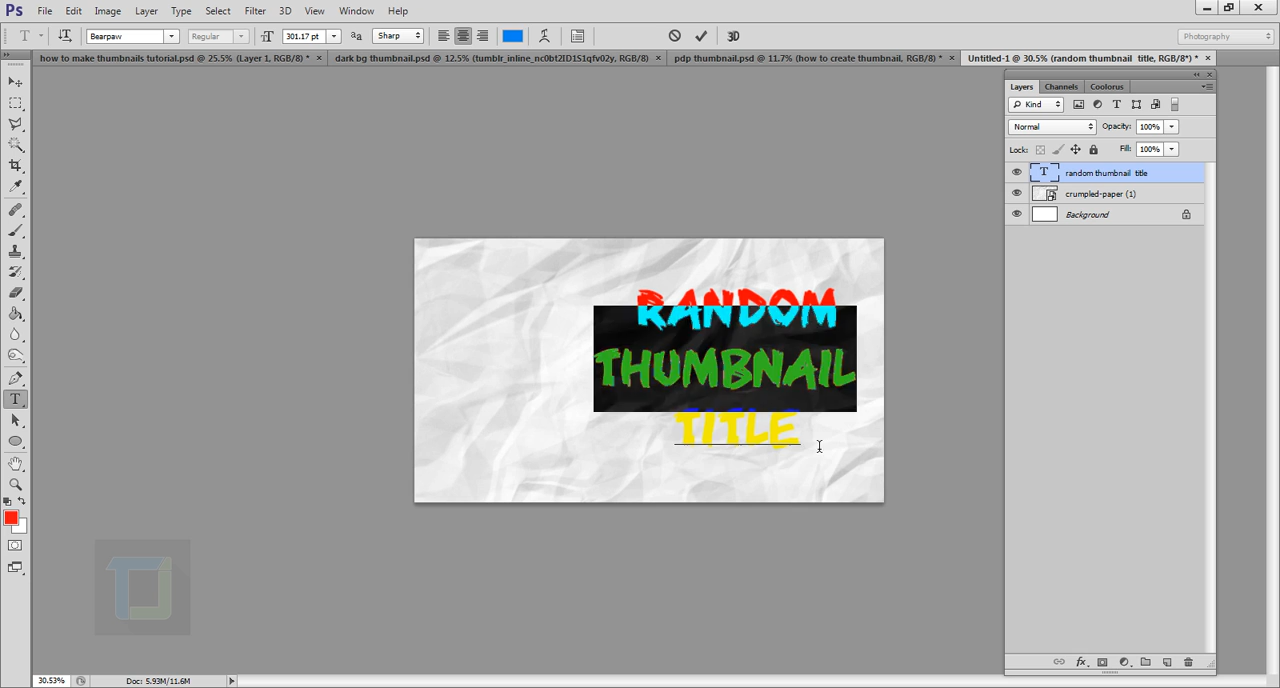 Ps File Edit Image Layer Type Select Filter 3D View Window Help
T Bearpaw Regular T 301.17 pt aa Sharp 3D Photography
how to make thumbnails tutorial.psd @ 25.5% (Layer 1, RGB/8) * × dark bg thumbnail.psd @ 12.5% (tumblr_inline_nc0bt2ID1S1qfv02y, RGB/8) × pdp thumbnail.psd @ 11.7% (how to create thumbnail, RGB/8) * × Untitled-1 @ 30.5% (random thumbnail title, RGB/8*) * ×
Layers Channels Coolorus
Kind
Normal Opacity: 100%
Lock: Fill: 100%
T random thumbnail title
crumpled-paper (1)
Background
RANDOM
THUMBNAIL
TITLE
TJ
fx
30.53% Doc: 5.93M/11.6M